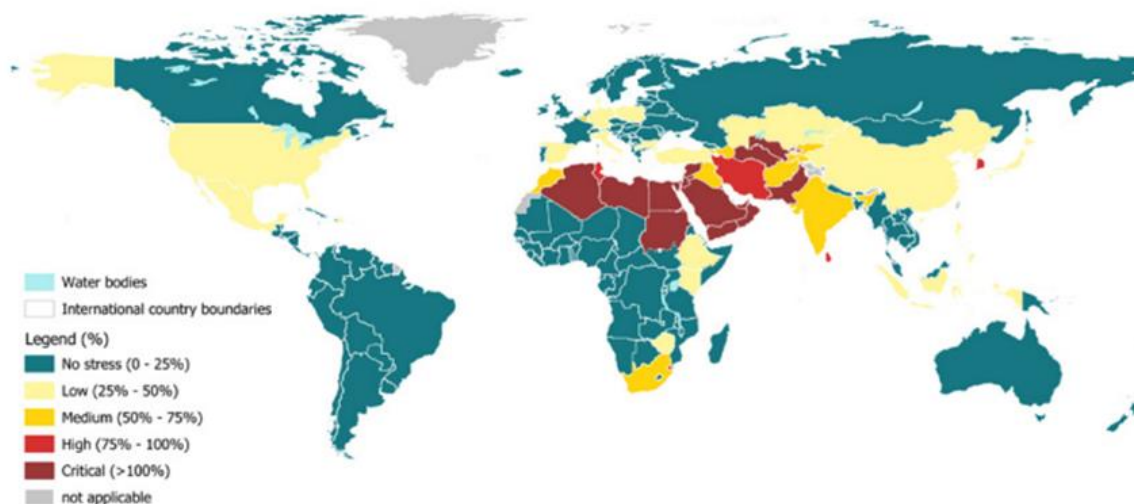 Water bodies
International country boundaries
Legend (%)
No stress (0 - 25%)
Low (25% - 50%)
Medium (50% - 75%)
High (75% - 100%)
Critical (>100%)
not applicable